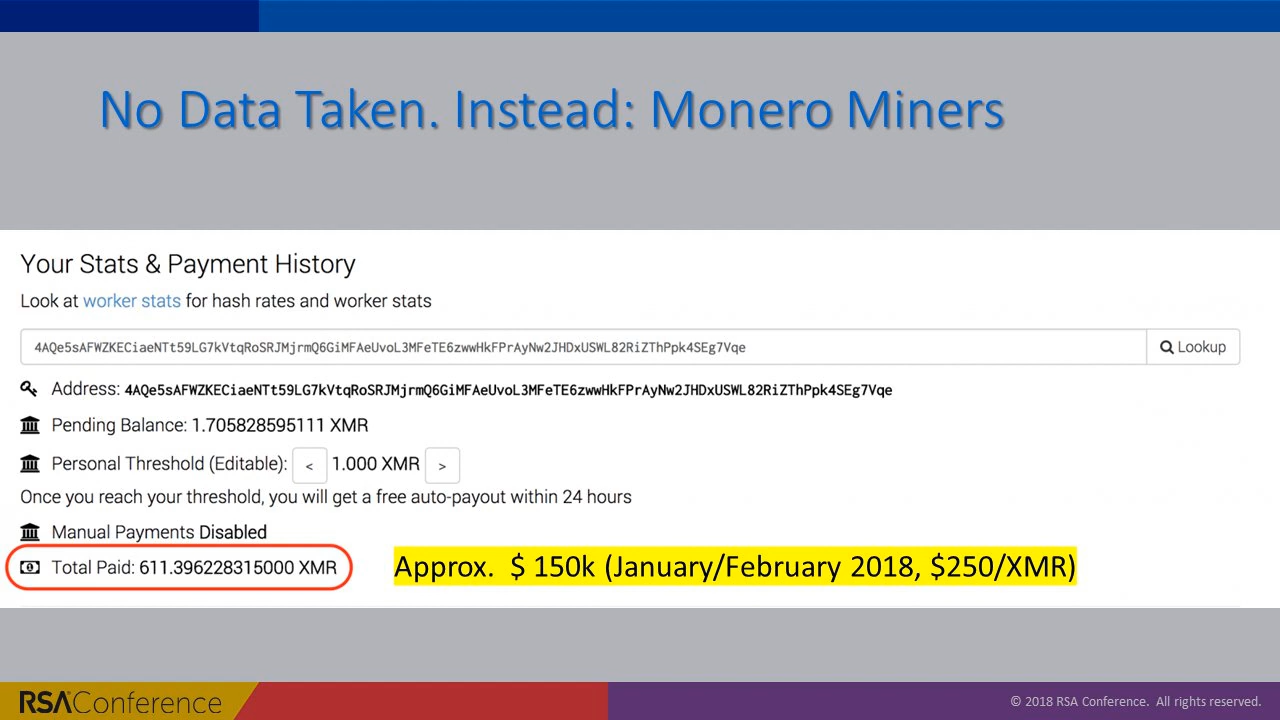 No Data Taken. Instead: Monero Miners
Your Stats & Payment History
Look at worker stats for hash rates and worker stats
4AQe5sAFWZKECiaeNTt59LG7kVtqRoSRJMjrmQ6GiMFAeUvoL3MFeTE6zwwHkFPrAyNw2JHDxUSWL82RiZThPpk4SEg7Vqe Lookup
Address: 4AQe5sAFWZKECiaeNTt59LG7kVtqRoSRJMjrmQ6GiMFAeUvoL3MFeTE6zwwHkFPrAyNw2JHDxUSWL82RiZThPpk4SEg7Vqe
Pending Balance: 1.705828595111 XMR
Personal Threshold (Editable): < 1.000 XMR >
Once you reach your threshold, you will get a free auto-payout within 24 hours
Manual Payments Disabled
Total Paid: 611.396228315000 XMR Approx. $ 150k (January/February 2018, $250/XMR)
RSAConference © 2018 RSA Conference. All rights reserved.